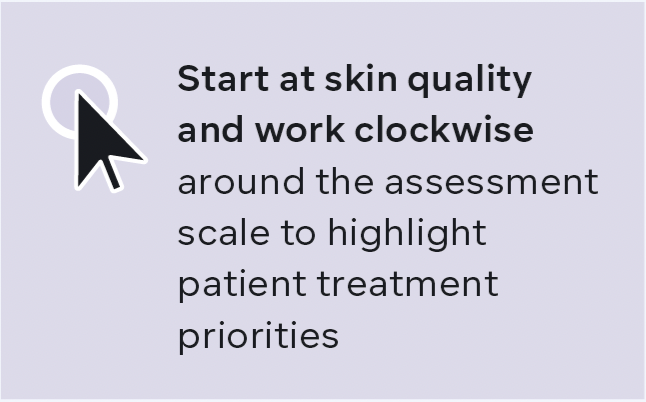 Start at skin quality
and work clockwise
around the assessment
scale to highlight
patient treatment
priorities